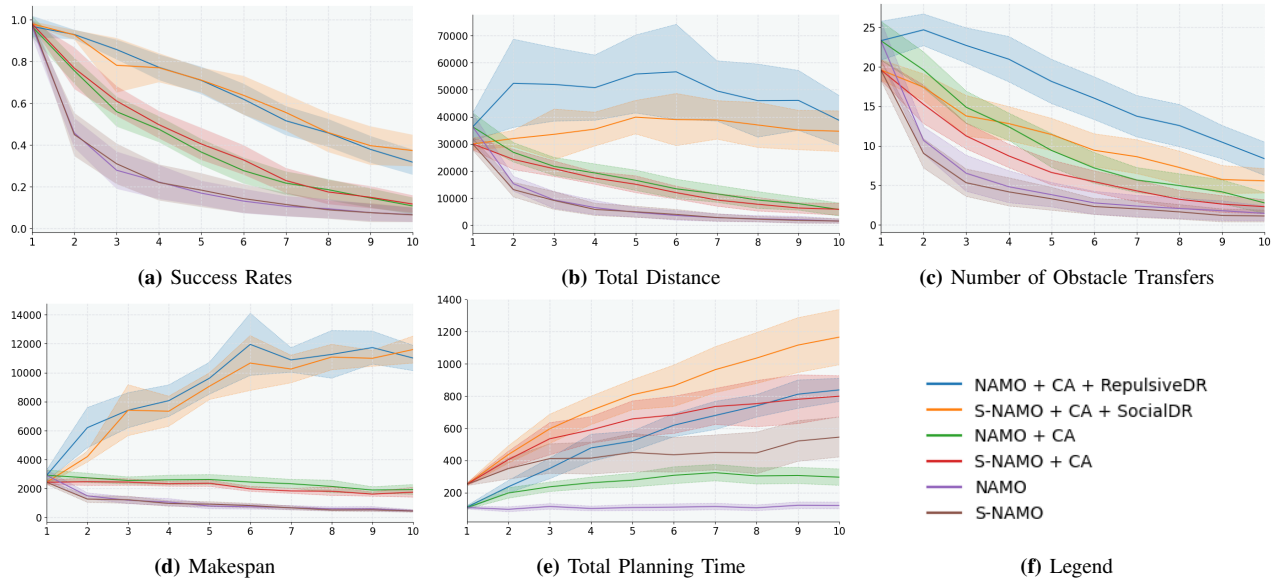 1.0
0.8
0.6
0.4
0.2
0.0
1 2 3 4 5 6 7 8 9 10
(a) Success Rates
70000
60000
50000
40000
30000
20000
10000
0
1 2 3 4 5 6 7 8 9 10
(b) Total Distance
25
20
15
10
5
0
1 2 3 4 5 6 7 8 9 10
(c) Number of Obstacle Transfers
14000
12000
10000
8000
6000
4000
2000
0
1 2 3 4 5 6 7 8 9 10
(d) Makespan
1400
1200
1000
800
600
400
200
1 2 3 4 5 6 7 8 9 10
(e) Total Planning Time
NAMO + CA + RepulsiveDR
S-NAMO + CA + SocialDR
NAMO + CA
S-NAMO + CA
NAMO
S-NAMO
(f) Legend